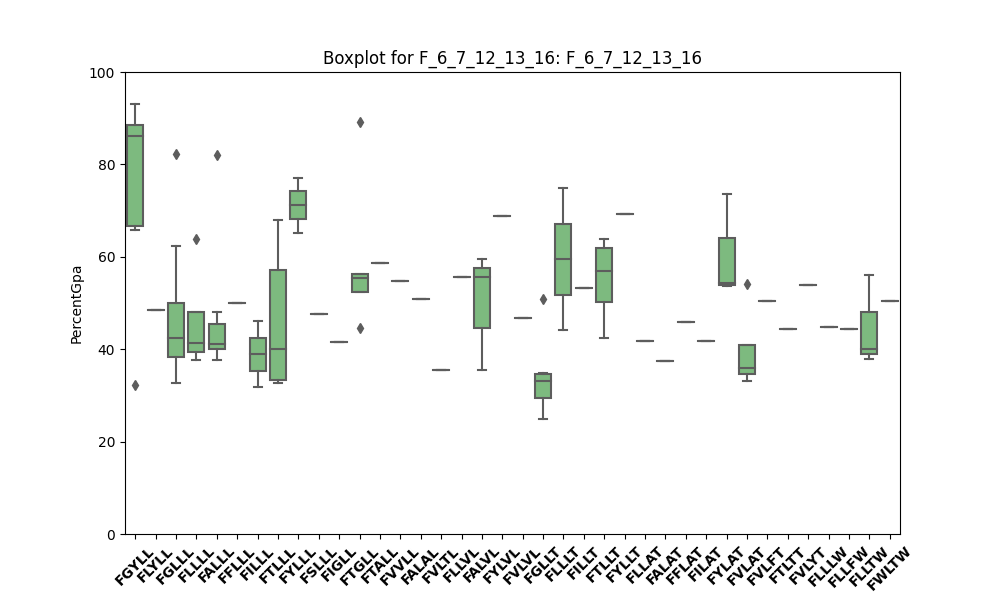 Boxplot for F_6_7_12_13_16: F_6_7_12_13_16
100
80
60
40
20
0
PercentGpa
FGYLL
FLYLL
FGLLL
FLLLL
FALLL
FFLLL
FILLL
FTLLL
FYLLL
FSLLL
FIGLL
FTGLL
FTALL
FVVLL
FALAL
FVLTL
FLLVL
FALVL
FYLVL
FVLVL
FGLLT
FLLLT
FILLT
FTLLT
FYLLT
FLLAT
FALAT
FFLAT
FILAT
FYLAT
FVLAT
FVLFT
FTLTT
FVLYT
FLLLW
FLLFW
FLLTW
FWLTW